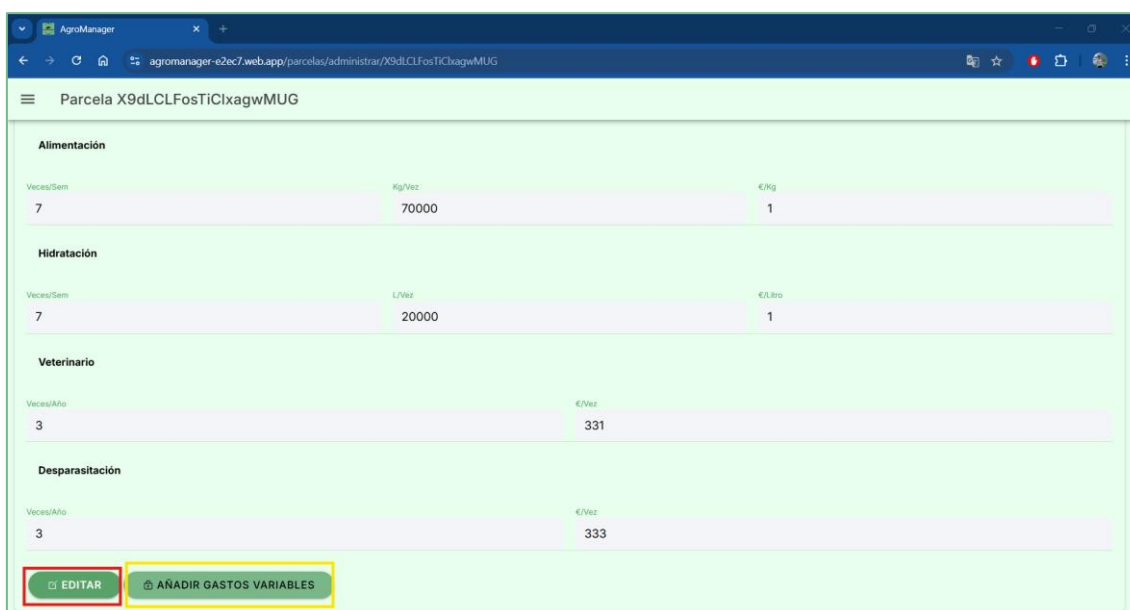 AgroManager
agromanager-e2ec7.web.app/parcelas/administrar/X9dLCLFosTiClxagwMUG
Parcela X9dLCLFosTiClxagwMUG
Alimentación
Veces/Sem Kg/Vez €/Kg
7 70000 1
Hidratación
Veces/Sem L/Vez €/Litro
7 20000 1
Veterinario
Veces/Año €/Vez
3 331
Desparasitación
Veces/Año €/Vez
3 333
EDITAR AÑADIR GASTOS VARIABLES